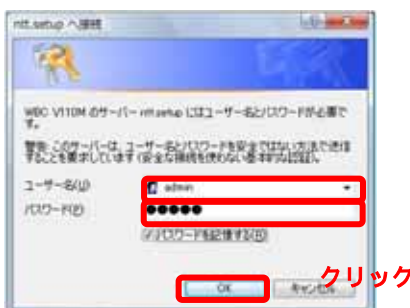 ntt.setup へ接続
WBC V110M のサーバー ntt.setup にはユーザー名とパスワードが必要で
す。
警告: このサーバーは、ユーザー名とパスワードを安全ではない方法で送信
することを要求しています (安全な接続を使わない基本的な認証)。
ユーザー名(U)
admin
パスワード(P)
●●●●●
パスワードを記憶する(R)
OK
キャンセル
クリック